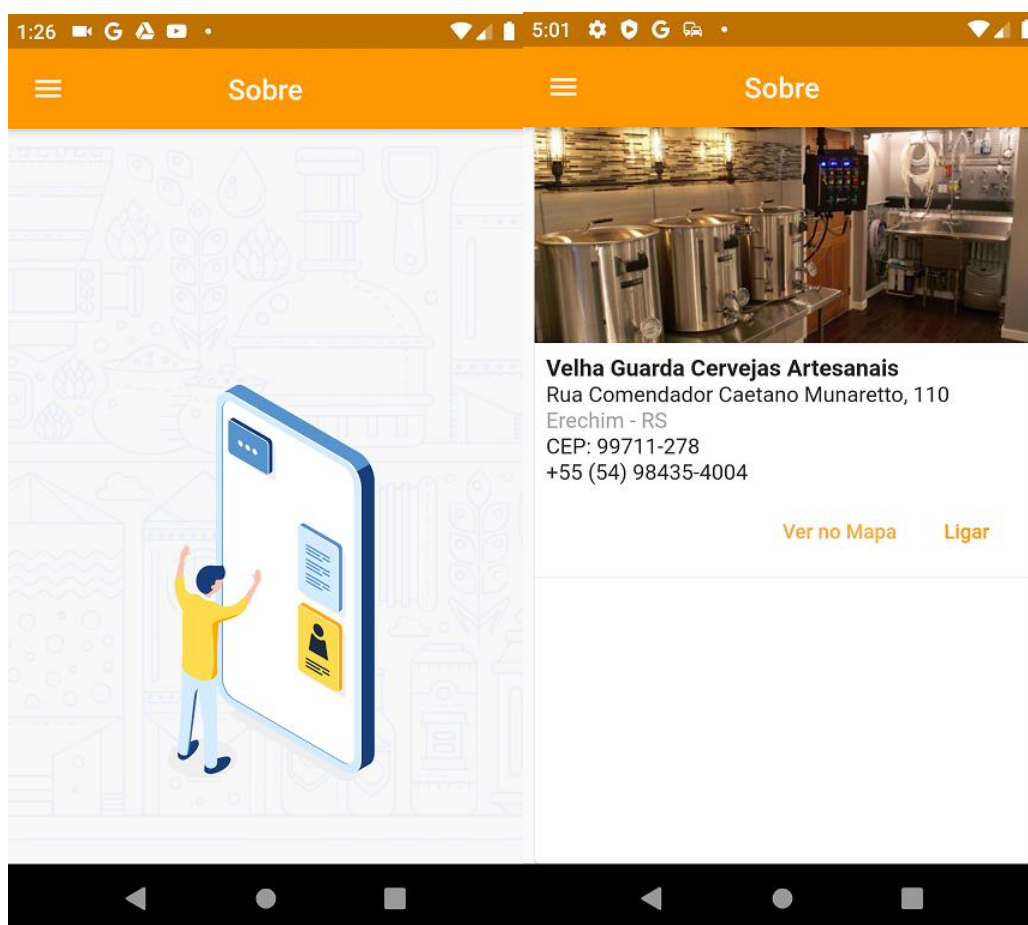 1:26
Sobre
5:01
Sobre
Velha Guarda Cervejas Artesanais
Rua Comendador Caetano Munaretto, 110
Erechim - RS
CEP: 99711-278
+55 (54) 98435-4004
Ver no Mapa Ligar